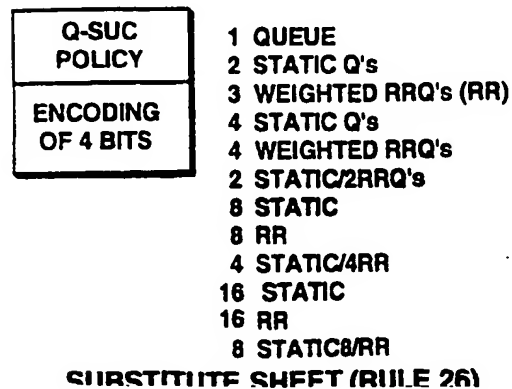 Q-SUC
POLICY
ENCODING
OF 4 BITS
1 QUEUE
2 STATIC Q's
3 WEIGHTED RRQ's (RR)
4 STATIC Q's
4 WEIGHTED RRQ's
2 STATIC/2RRQ's
8 STATIC
8 RR
4 STATIC/4RR
16 STATIC
16 RR
8 STATIC8/RR
SUBSTITUTE SHEET (RULE 26)